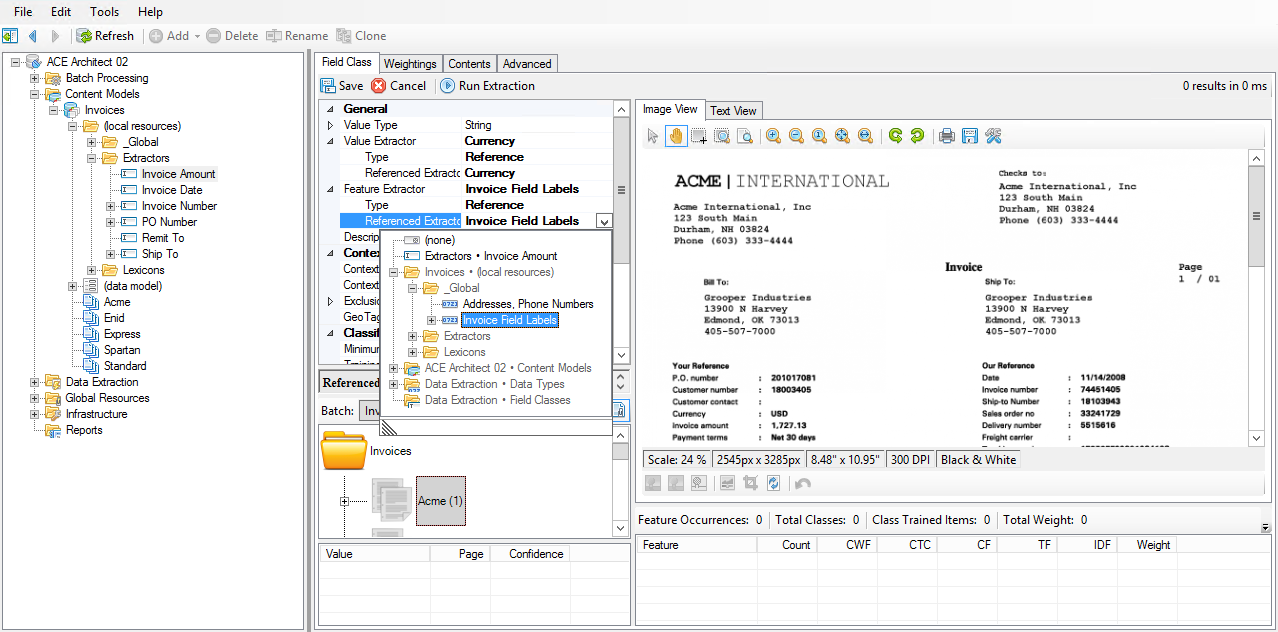 File Edit Tools Help
Refresh Add Delete Rename Clone
ACE Architect 02
Batch Processing
Content Models
Invoices
(local resources)
_Global
Extractors
Invoice Amount
Invoice Date
Invoice Number
PO Number
Remit To
Ship To
Lexicons
(data model)
Acme
Enid
Express
Spartan
Standard
Data Extraction
Global Resources
Infrastructure
Reports
Field Class Weightings Contents Advanced
Save Cancel Run Extraction 0 results in 0 ms
General
Value Type String
Value Extractor Currency
Type Reference
Referenced Extractor Currency
Feature Extractor Invoice Field Labels
Type Reference
Referenced Extractor Invoice Field Labels
Descrip
Contex
Context
Context
Exclusio
GeoTag
Classifi
Minimur
(none)
Extractors • Invoice Amount
Invoices • (local resources)
_Global
Addresses, Phone Numbers
Invoice Field Labels
Extractors
Lexicons
ACE Architect 02 • Content Models
Data Extraction • Data Types
Data Extraction • Field Classes
Referenced
Batch: Inv
Invoices
Acme (1)
Value Page Confidence
Image View Text View
ACME | INTERNATIONAL
Acme International, Inc
123 South Main
Durham, NH 03824
Phone (603) 333-4444
Checks to:
Acme International, Inc
123 South Main
Durham, NH 03824
Phone (603) 333-4444
Invoice
Page
1 / 01
Bill To:
Grooper Industries
13900 N Harvey
Edmond, OK 73013
405-507-7000
Ship To:
Grooper Industries
13900 N Harvey
Edmond, OK 73013
405-507-7000
Your Reference
P.O. number : 201017081
Customer number : 18003405
Customer contact :
Currency : USD
Invoice amount : 1,727.13
Payment terms : Net 30 days
Our Reference
Date : 11/14/2008
Invoice number : 74451405
Ship-to Number : 18103943
Sales order no : 33241729
Delivery number : 5515616
Freight carrier :
Scale: 24 % 2545px x 3285px 8.48" x 10.95" 300 DPI Black & White
Feature Occurrences: 0 Total Classes: 0 Class Trained Items: 0 Total Weight: 0
Feature Count CWF CTC CF TF IDF Weight